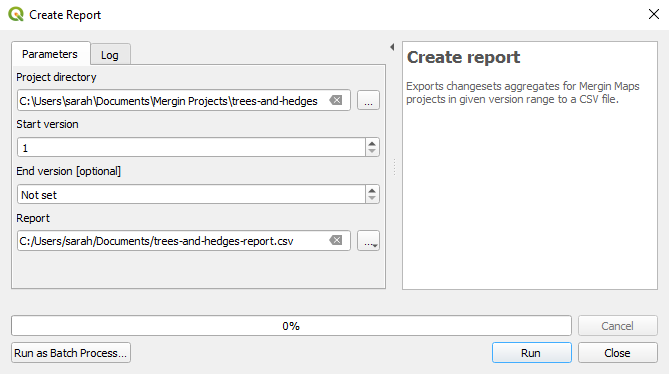 Create Report
Parameters
Log
Project directory
C:\Users\sarah\Documents\Mergin Projects\trees-and-hedges
...
Start version
1
End version [optional]
Not set
Report
C:/Users/sarah/Documents/trees-and-hedges-report.csv
...
Create report
Exports changesets aggregates for Mergin Maps
projects in given version range to a CSV file.
0%
Cancel
Run as Batch Process...
Run
Close